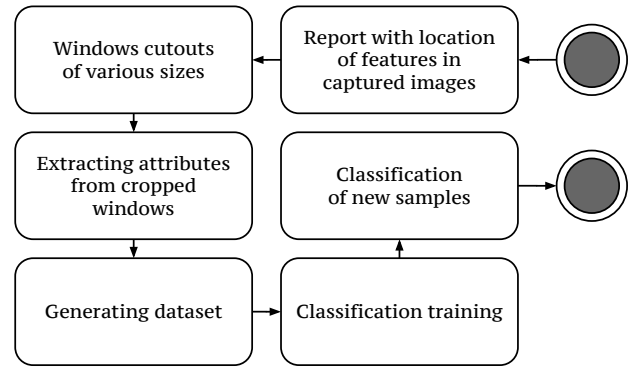 Windows cutouts
of various sizes
Report with location
of features in
captured images
Extracting attributes
from cropped
windows
Classification
of new samples
Generating dataset
Classification training